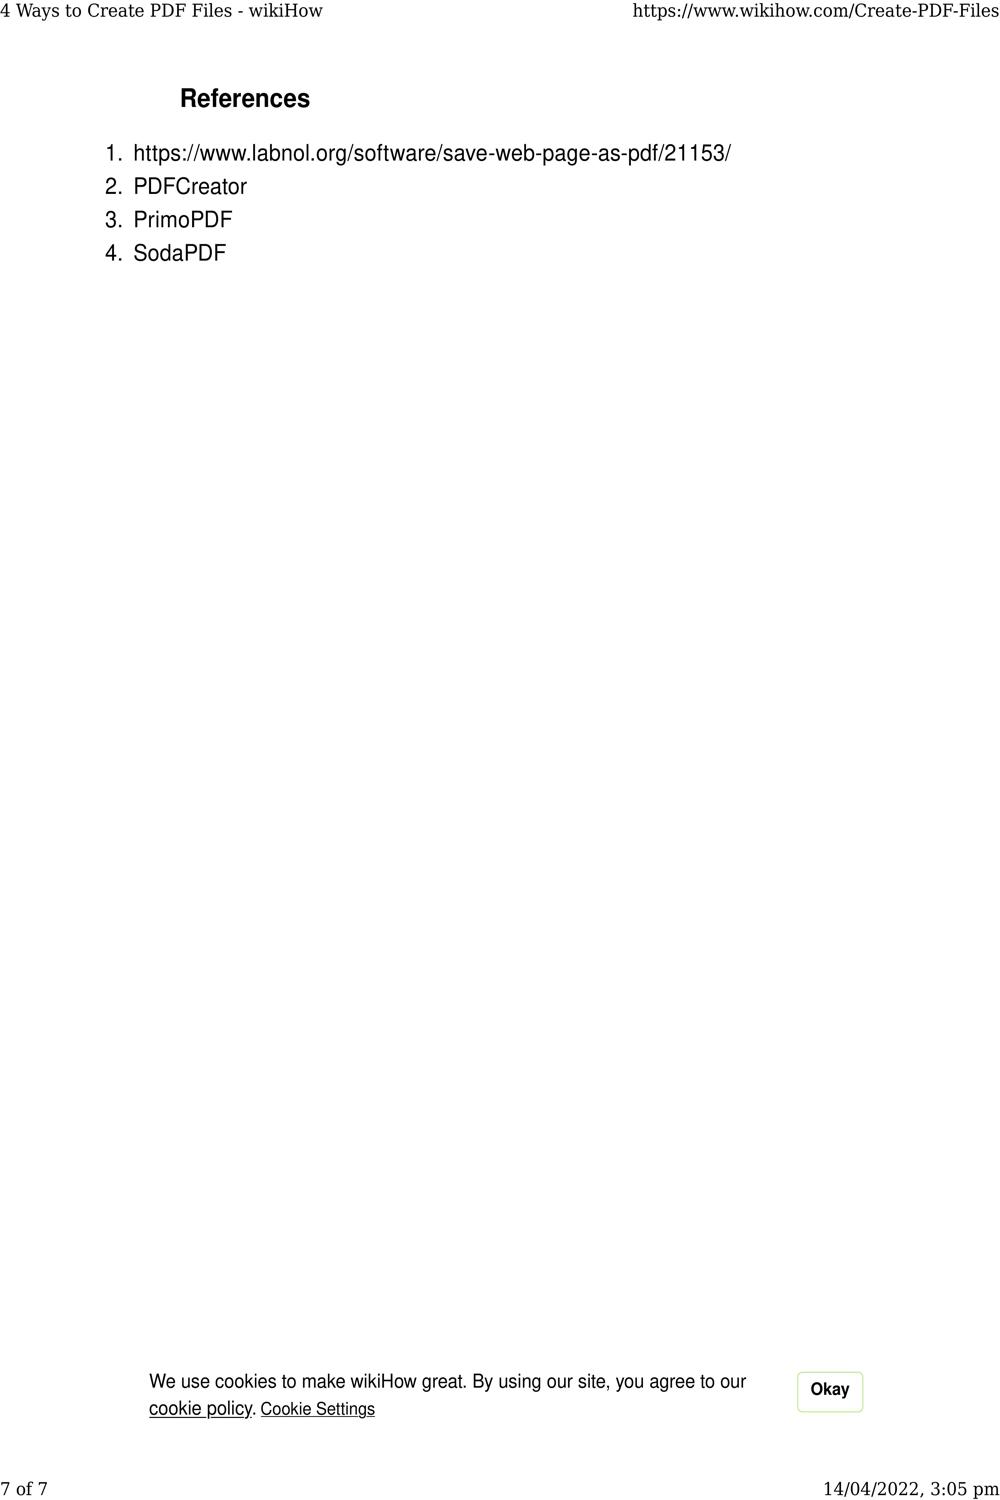 4 Ways to Create PDF Files - wikiHow https://www.wikihow.com/Create-PDF-Files
References
1. https://www.labnol.org/software/save-web-page-as-pdf/21153/
2. PDFCreator
3. PrimoPDF
4. SodaPDF
We use cookies to make wikiHow great. By using our site, you agree to our
cookie policy. Cookie Settings
Okay
7 of 7 14/04/2022, 3:05 pm